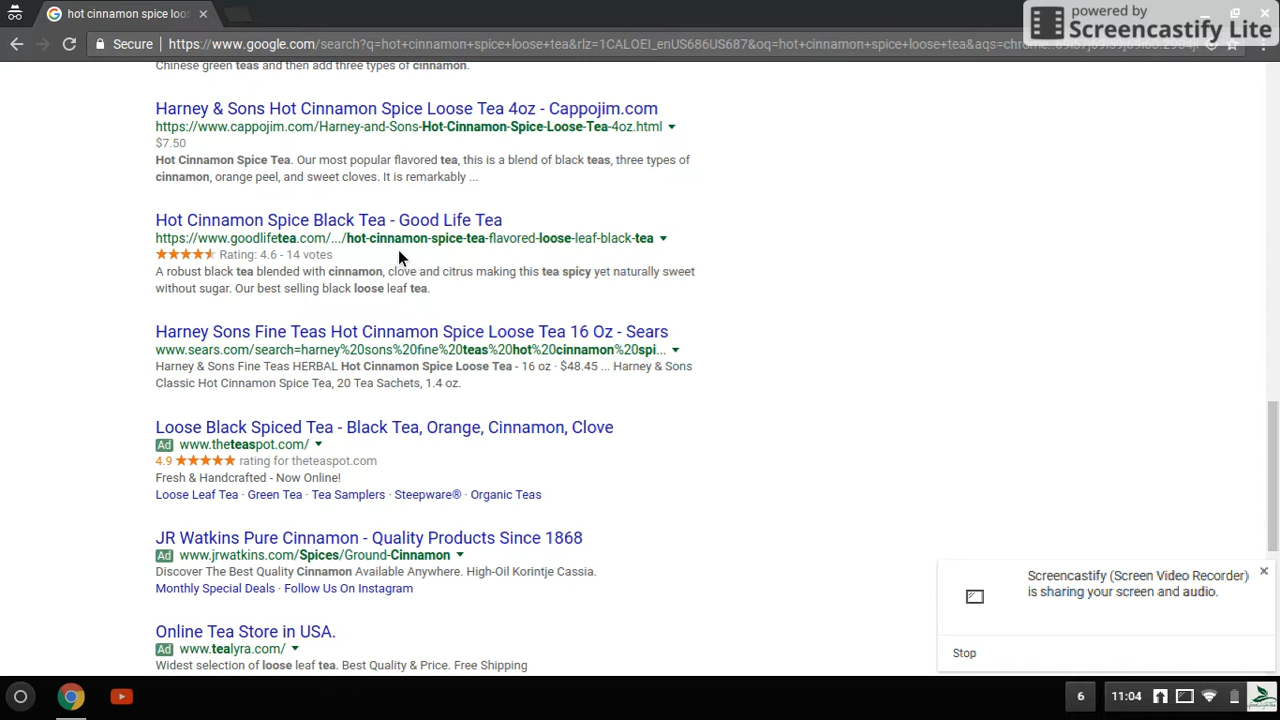 hot cinnamon spice loos
powered by
Screencastify Lite
Secure
https://www.google.com/search?q=hot+cinnamon+spice+loose+tea&rlz=1CALOEI_enUS686US687&oq=hot+cinnamon+spice+loose+tea&aqs=chrome
Chinese green teas and then add three types of cinnamon.
Harney & Sons Hot Cinnamon Spice Loose Tea 4oz - Cappojim.com
https://www.cappojim.com/Harney-and-Sons-Hot-Cinnamon-Spice-Loose-Tea-4oz.html
$7.50
Hot Cinnamon Spice Tea. Our most popular flavored tea, this is a blend of black teas, three types of
cinnamon, orange peel, and sweet cloves. It is remarkably ...
Hot Cinnamon Spice Black Tea - Good Life Tea
https://www.goodlifetea.com/.../hot-cinnamon-spice-tea-flavored-loose-leaf-black-tea
Rating: 4.6 - 14 votes
A robust black tea blended with cinnamon, clove and citrus making this tea spicy yet naturally sweet
without sugar. Our best selling black loose leaf tea.
Harney Sons Fine Teas Hot Cinnamon Spice Loose Tea 16 Oz - Sears
www.sears.com/search=harney%20sons%20fine%20teas%20hot%20cinnamon%20spi...
Harney & Sons Fine Teas HERBAL Hot Cinnamon Spice Loose Tea - 16 oz · $48.45 ... Harney & Sons
Classic Hot Cinnamon Spice Tea, 20 Tea Sachets, 1.4 oz.
Loose Black Spiced Tea - Black Tea, Orange, Cinnamon, Clove
Ad www.theteaspot.com/
4.9 rating for theteaspot.com
Fresh & Handcrafted - Now Online!
Loose Leaf Tea · Green Tea · Tea Samplers · Steepware® · Organic Teas
JR Watkins Pure Cinnamon - Quality Products Since 1868
Ad www.jrwatkins.com/Spices/Ground-Cinnamon
Discover The Best Quality Cinnamon Available Anywhere. High-Oil Korintje Cassia.
Monthly Special Deals · Follow Us On Instagram
Online Tea Store in USA.
Ad www.tealyra.com/
Widest selection of loose leaf tea. Best Quality & Price. Free Shipping
Screencastify (Screen Video Recorder)
is sharing your screen and audio.
Stop
6
11:04